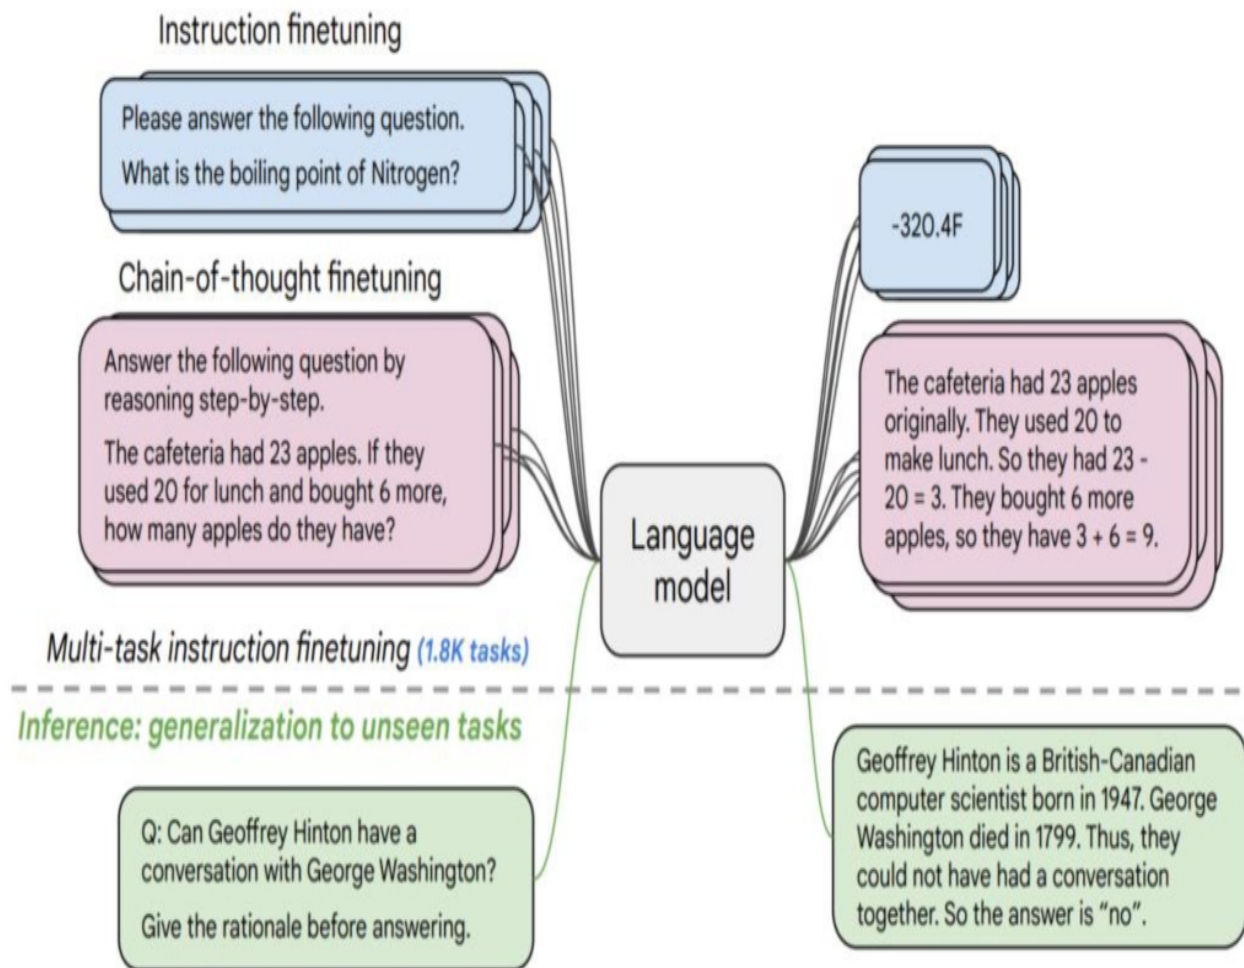 Instruction finetuning
Please answer the following question.
What is the boiling point of Nitrogen?
-320.4F
Chain-of-thought finetuning
Answer the following question by
reasoning step-by-step.
The cafeteria had 23 apples. If they
used 20 for lunch and bought 6 more,
how many apples do they have?
The cafeteria had 23 apples
originally. They used 20 to
make lunch. So they had 23 -
20 = 3. They bought 6 more
apples, so they have 3 + 6 = 9.
Language
model
Multi-task instruction finetuning (1.8K tasks)
Inference: generalization to unseen tasks
Q: Can Geoffrey Hinton have a
conversation with George Washington?
Give the rationale before answering.
Geoffrey Hinton is a British-Canadian
computer scientist born in 1947. George
Washington died in 1799. Thus, they
could not have had a conversation
together. So the answer is “no”.